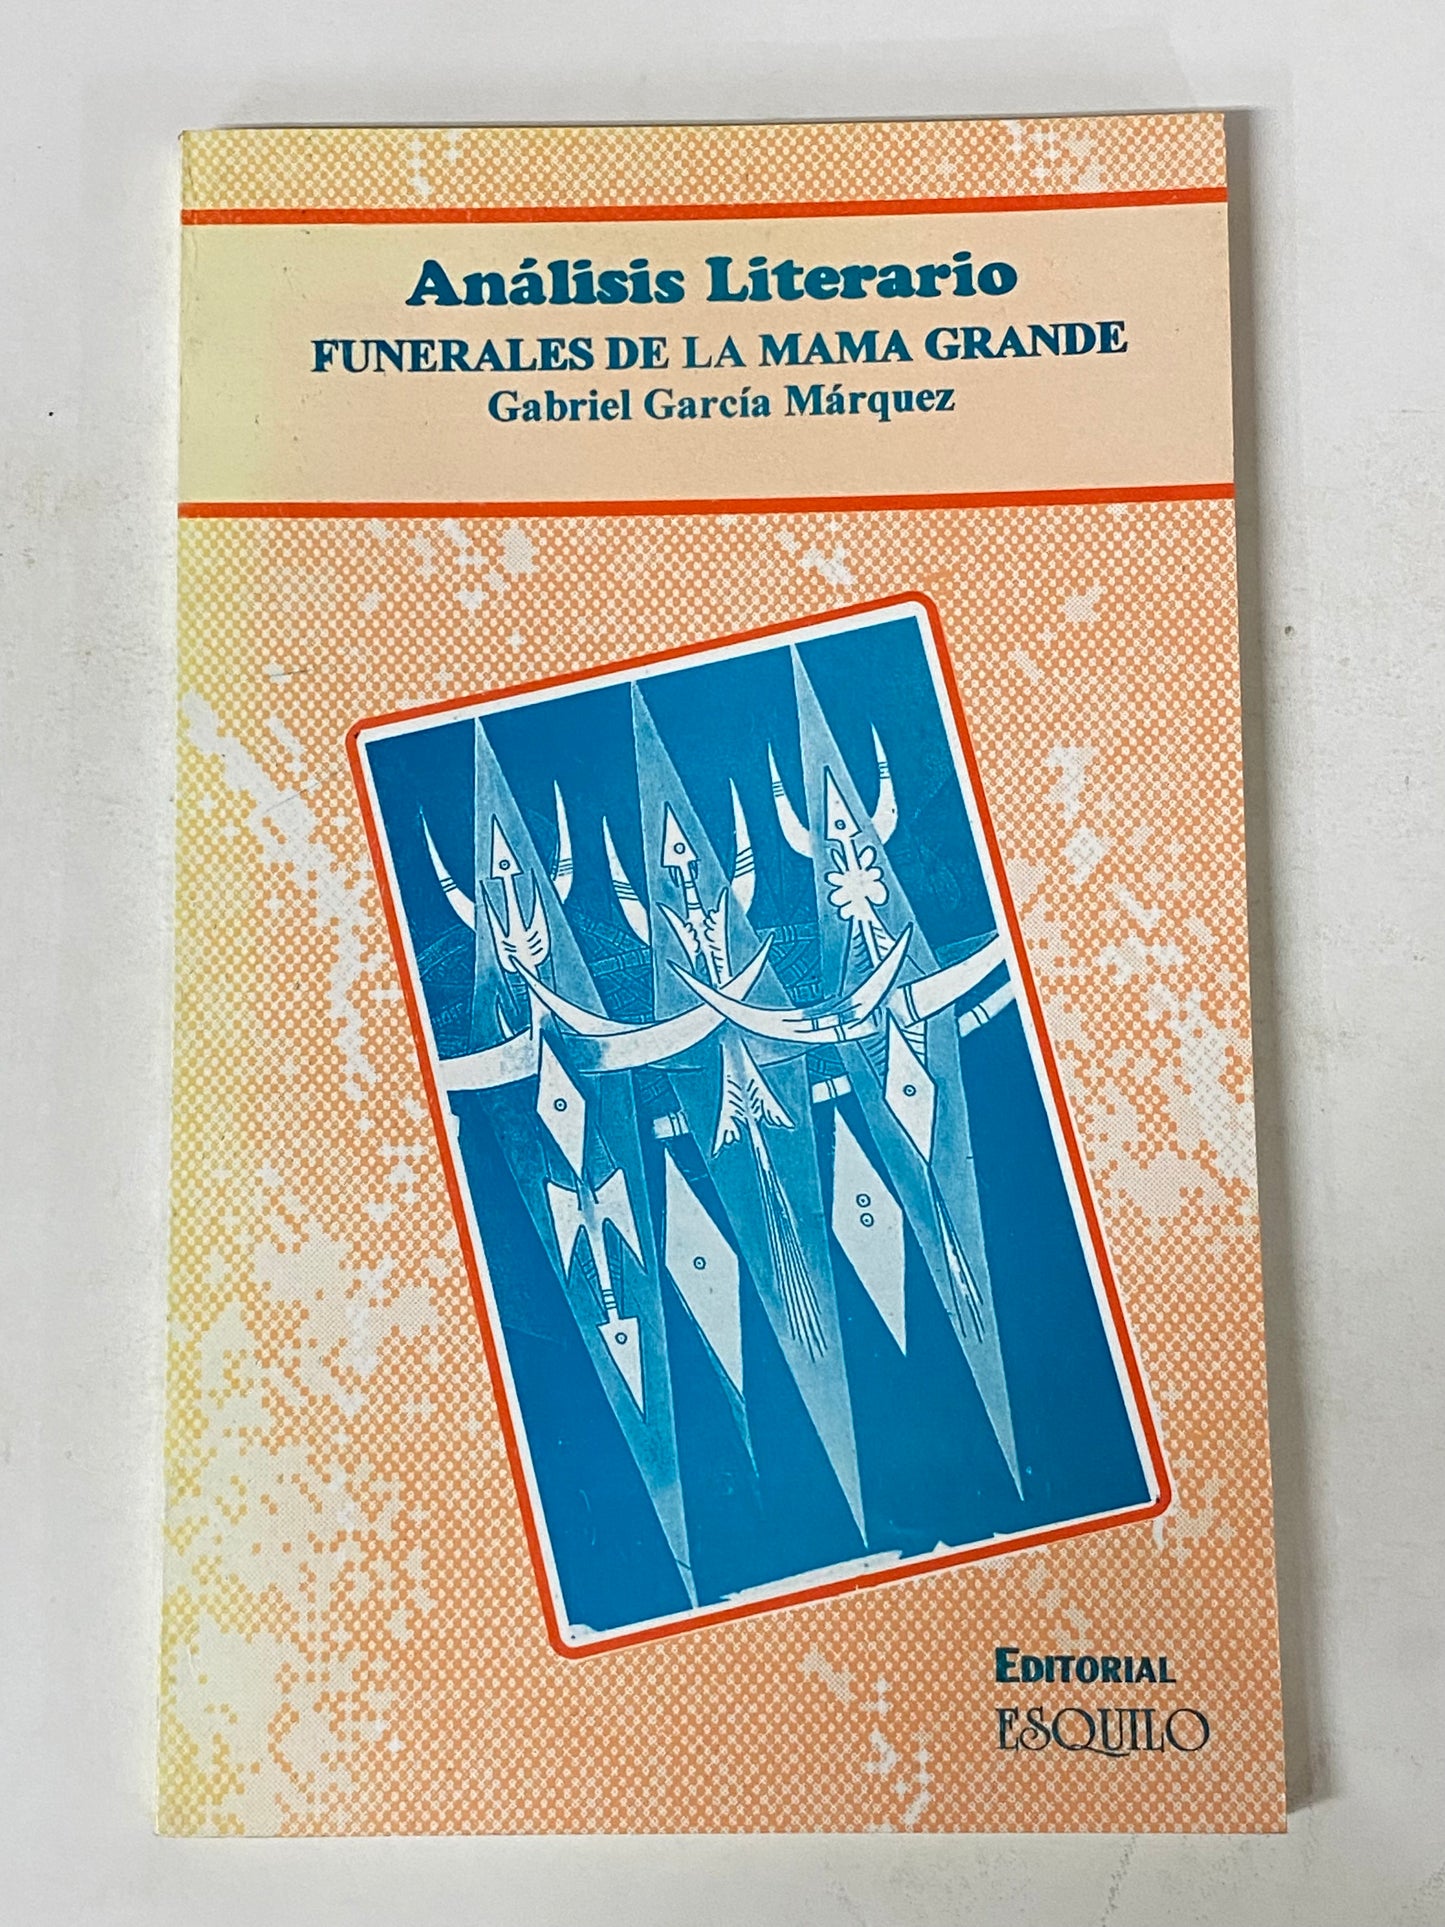 Análisis Literario
FUNERALES DE LA MAMA GRANDE
Gabriel García Márquez
EDITORIAL
ESQUILO